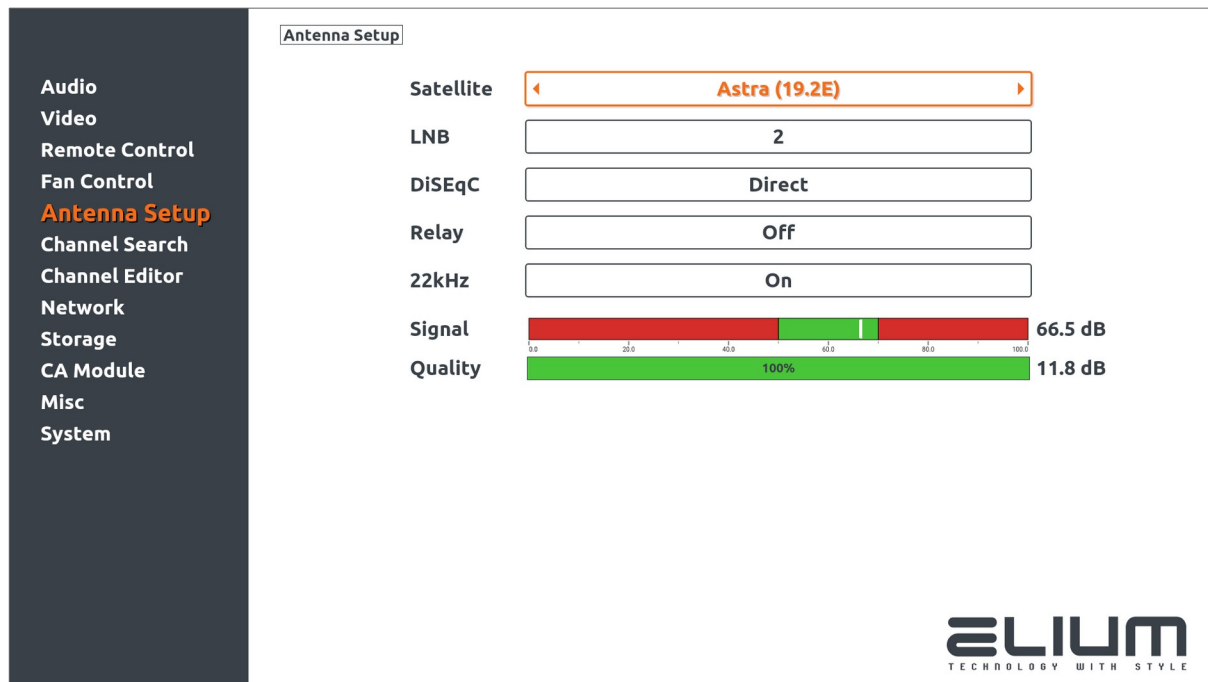 Antenna Setup
Audio
Video
Remote Control
Fan Control
Antenna Setup
Channel Search
Channel Editor
Network
Storage
CA Module
Misc
System
Satellite Astra (19.2E)
LNB 2
DiSEqC Direct
Relay Off
22kHz On
Signal 66.5 dB
0.0 20.0 40.0 60.0 80.0 100.0
Quality 100% 11.8 dB
ELIUM
TECHNOLOGY WITH STYLE